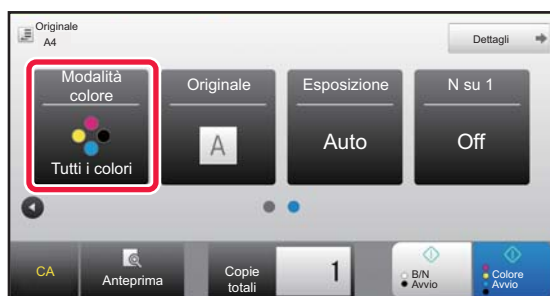 Originale
A4
Dettagli
Modalità
colore
Tutti i colori
Originale
A
Esposizione
Auto
N su 1
Off
CA
Anteprima
Copie
totali
1
B/N
Avvio
Colore
Avvio